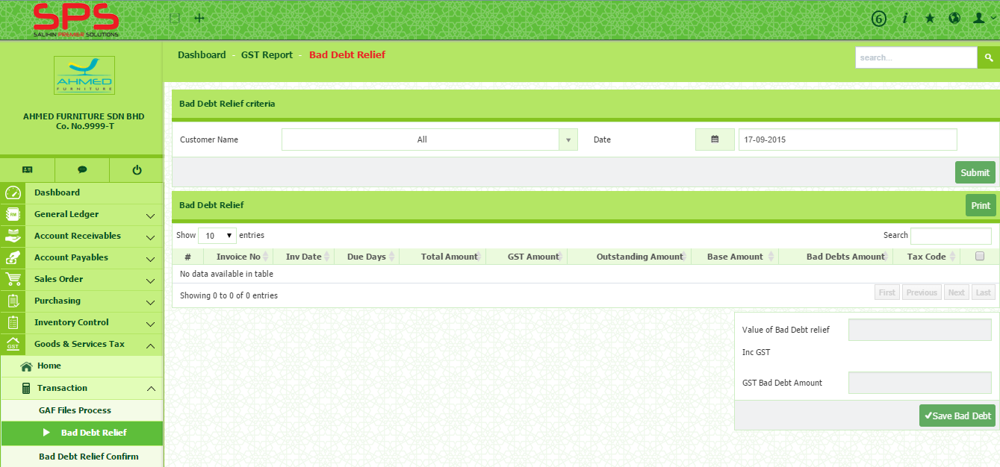 SPS
SALIHIN PREMIER SOLUTIONS
6
i
AHMED
FURNITURE
AHMED FURNITURE SDN BHD
Co. No.9999-T
Dashboard
RM
General Ledger
Account Receivables
Account Payables
Sales Order
Purchasing
Inventory Control
GST
Goods & Services Tax
Home
Transaction
GAF Files Process
Bad Debt Relief
Bad Debt Relief Confirm
Dashboard - GST Report - Bad Debt Relief
search...
Bad Debt Relief criteria
Customer Name All Date 17-09-2015
Submit
Bad Debt Relief Print
Show 10 entries Search
# Invoice No Inv Date Due Days Total Amount GST Amount Outstanding Amount Base Amount Bad Debts Amount Tax Code
No data available in table
Showing 0 to 0 of 0 entries First Previous Next Last
Value of Bad Debt relief
Inc GST
GST Bad Debt Amount
Save Bad Debt